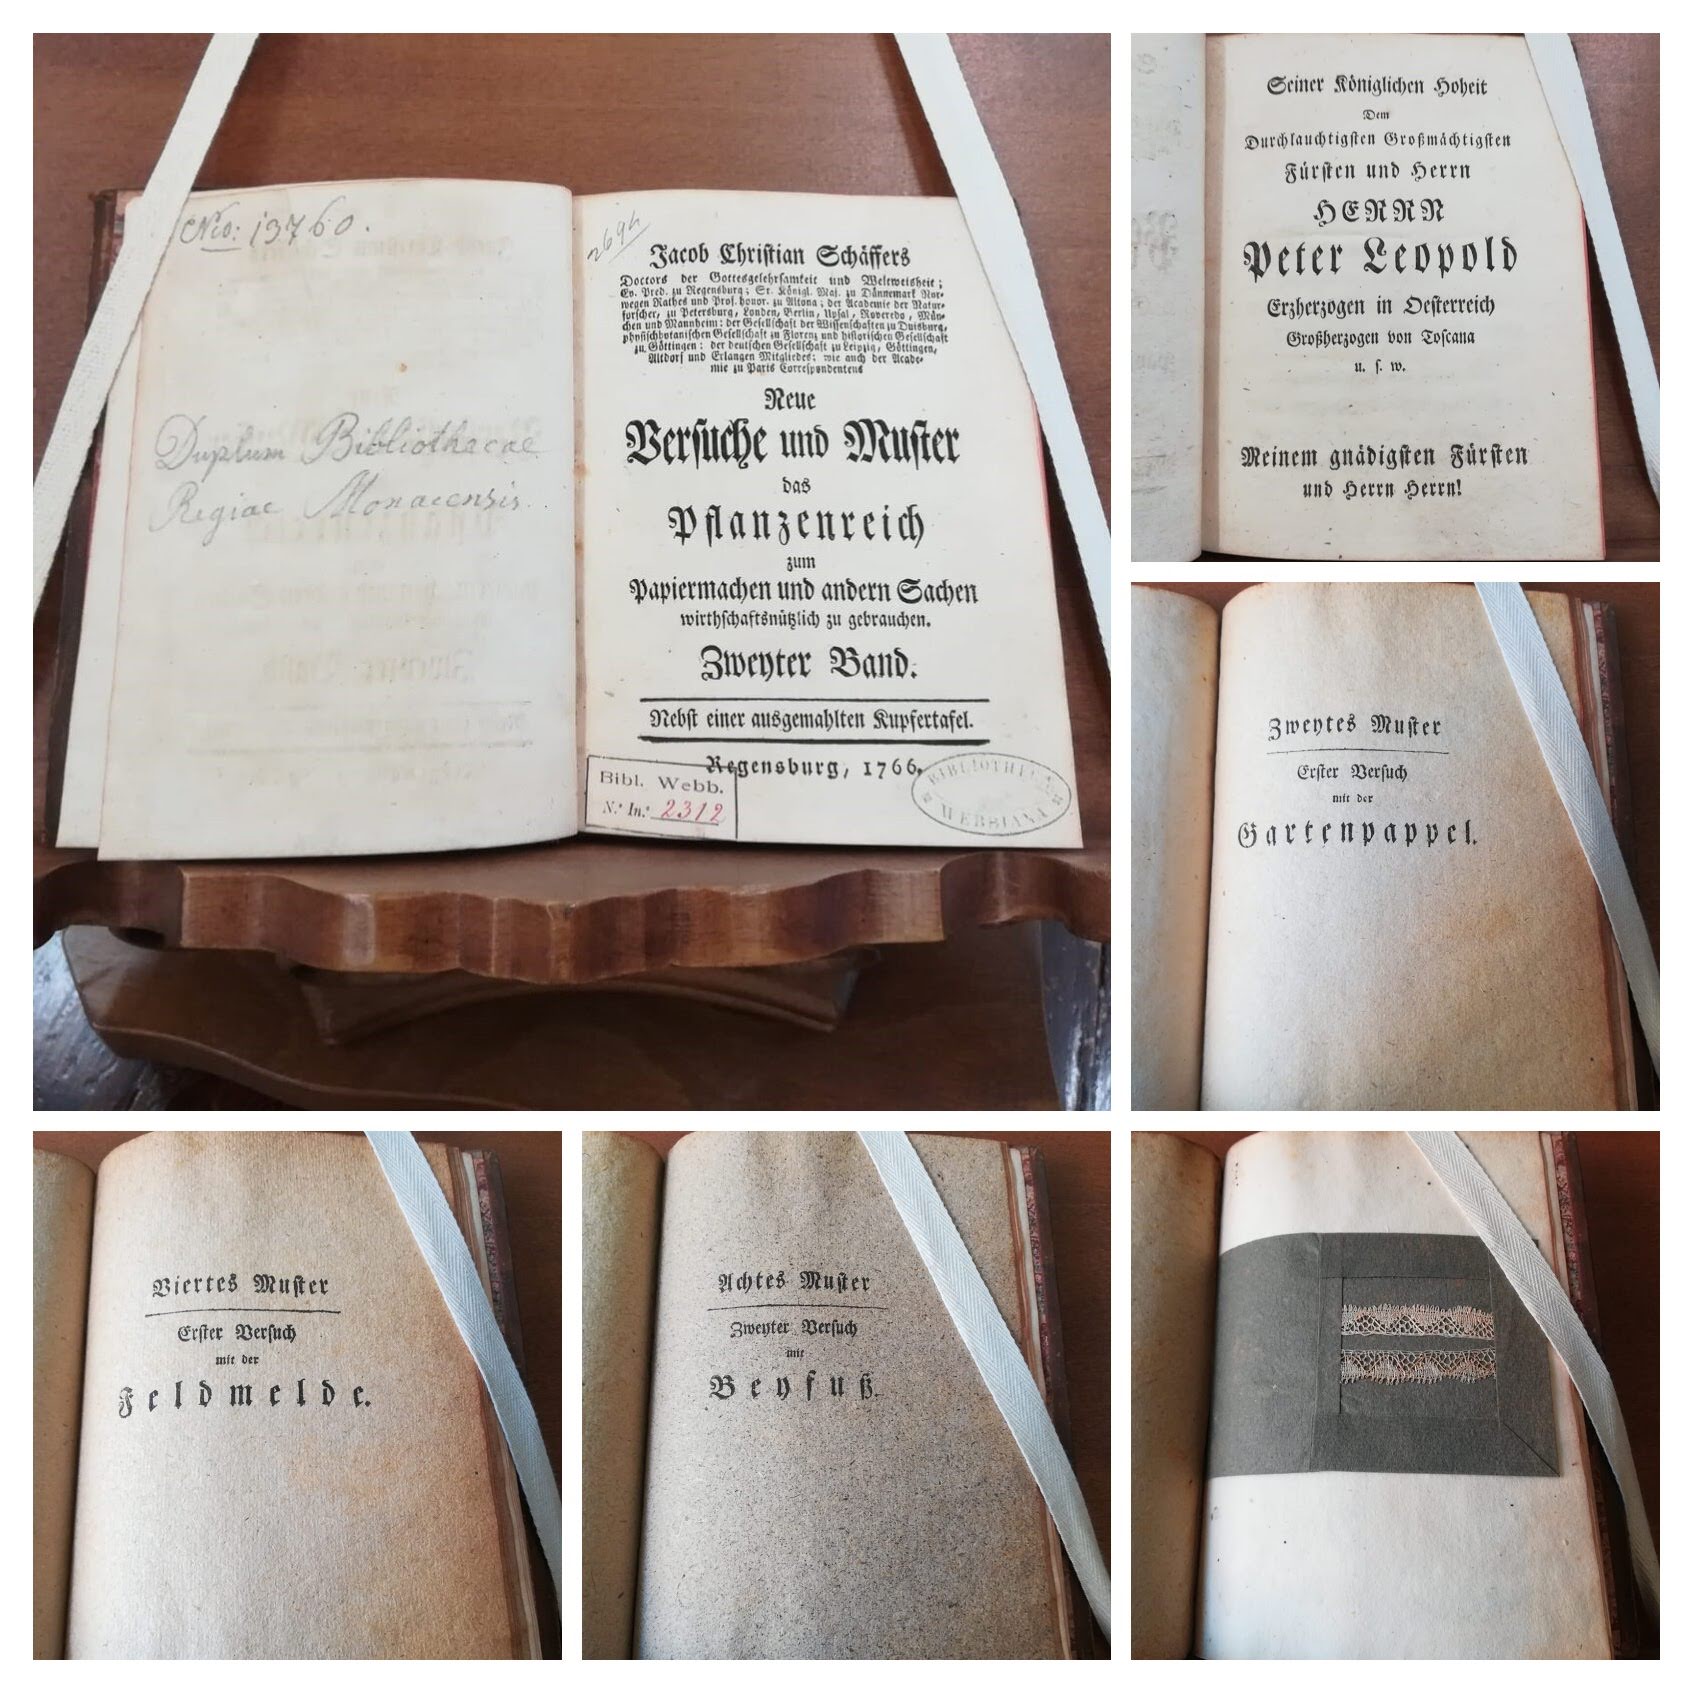 No: 13760.
Duplum Bibliothecae
Regiae Monacensis.
2694
Jacob Christian Schäffers
Doctors der Gottesgelehrsamkeit und Weltweisheit;
Ev. Pred. zu Regensburg; Sr. Königl. Maj. zu Dännemark Nor-
wegen Rathes und Prof. honor. zu Altona; der Academie der Natur-
forscher, zu Petersburg, London, Berlin, Upsal, Roveredo, Mün-
chen und Mannheim: der Gesellschaft der Wissenschaften zu Duisburg,
physischbotanischen Gesellschaft zu Florenz und historischen Gesellschaft
zu Göttingen: der deutschen Gesellschaft zu Leipzig, Göttingen,
Altdorf und Erlangen Mitgliedes; wie auch der Acade-
mie zu Paris Correspondentens
Neue
Versuche und Muster
das
Pflanzenreich
zum
Papiermachen und andern Sachen
wirthschaftsnützlich zu gebrauchen.
Zweyter Band.
Nebst einer ausgemahlten Kupfertafel.
Regensburg, 1766.
Bibl. Webb.
N.º In.º 2312
BIBLIOTHECA
WEBBIANA
Seiner Königlichen Hoheit
Dem
Durchlauchtigsten Großmächtigsten
Fürsten und Herrn
HERRN
Peter Leopold
Erzherzogen in Oesterreich
Großherzogen von Toscana
u. s. w.
Meinem gnädigsten Fürsten
und Herrn Herrn!
Zweytes Muster
Erster Versuch
mit der
Gartenpappel.
Viertes Muster
Erster Versuch
mit der
Feldmelde.
Achtes Muster
Zweyter Versuch
mit
Beyfuß.